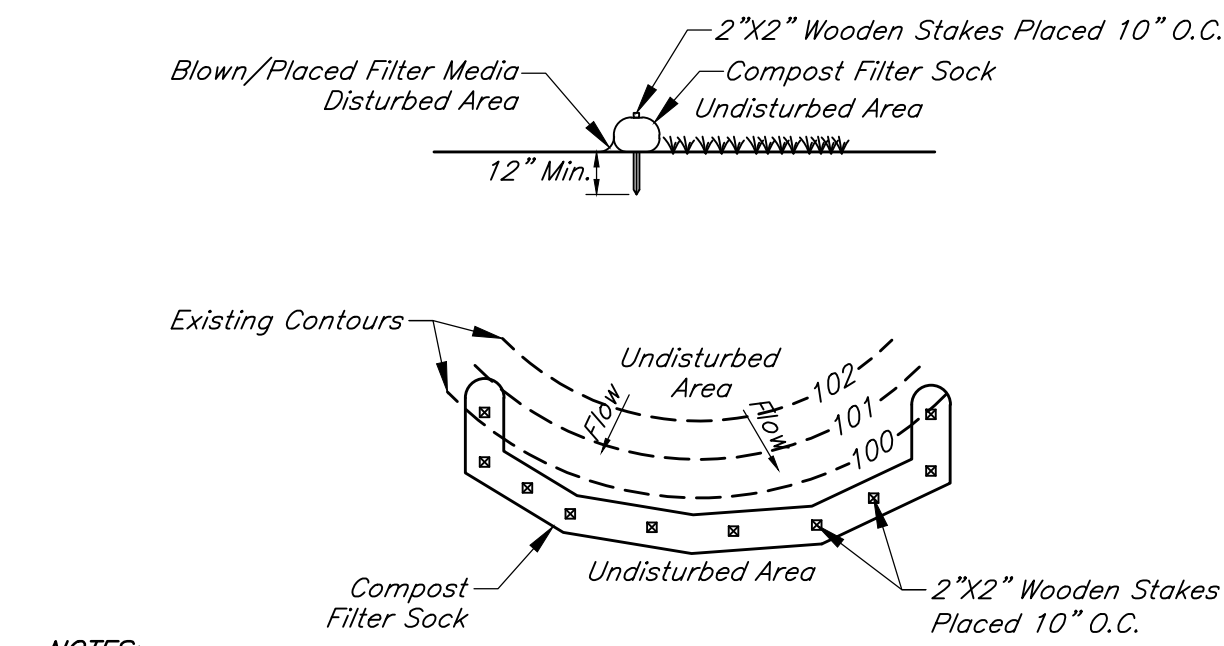 2”X2” Wooden Stakes Placed 10” O.C.
Blown/Placed Filter Media
Disturbed Area
Compost Filter Sock
Undisturbed Area
12” Min.
Existing Contours
Undisturbed
Area
Flow
Flow
102
101
100
Undisturbed Area
Compost
Filter Sock
2”X2” Wooden Stakes
Placed 10” O.C.
NOTES: